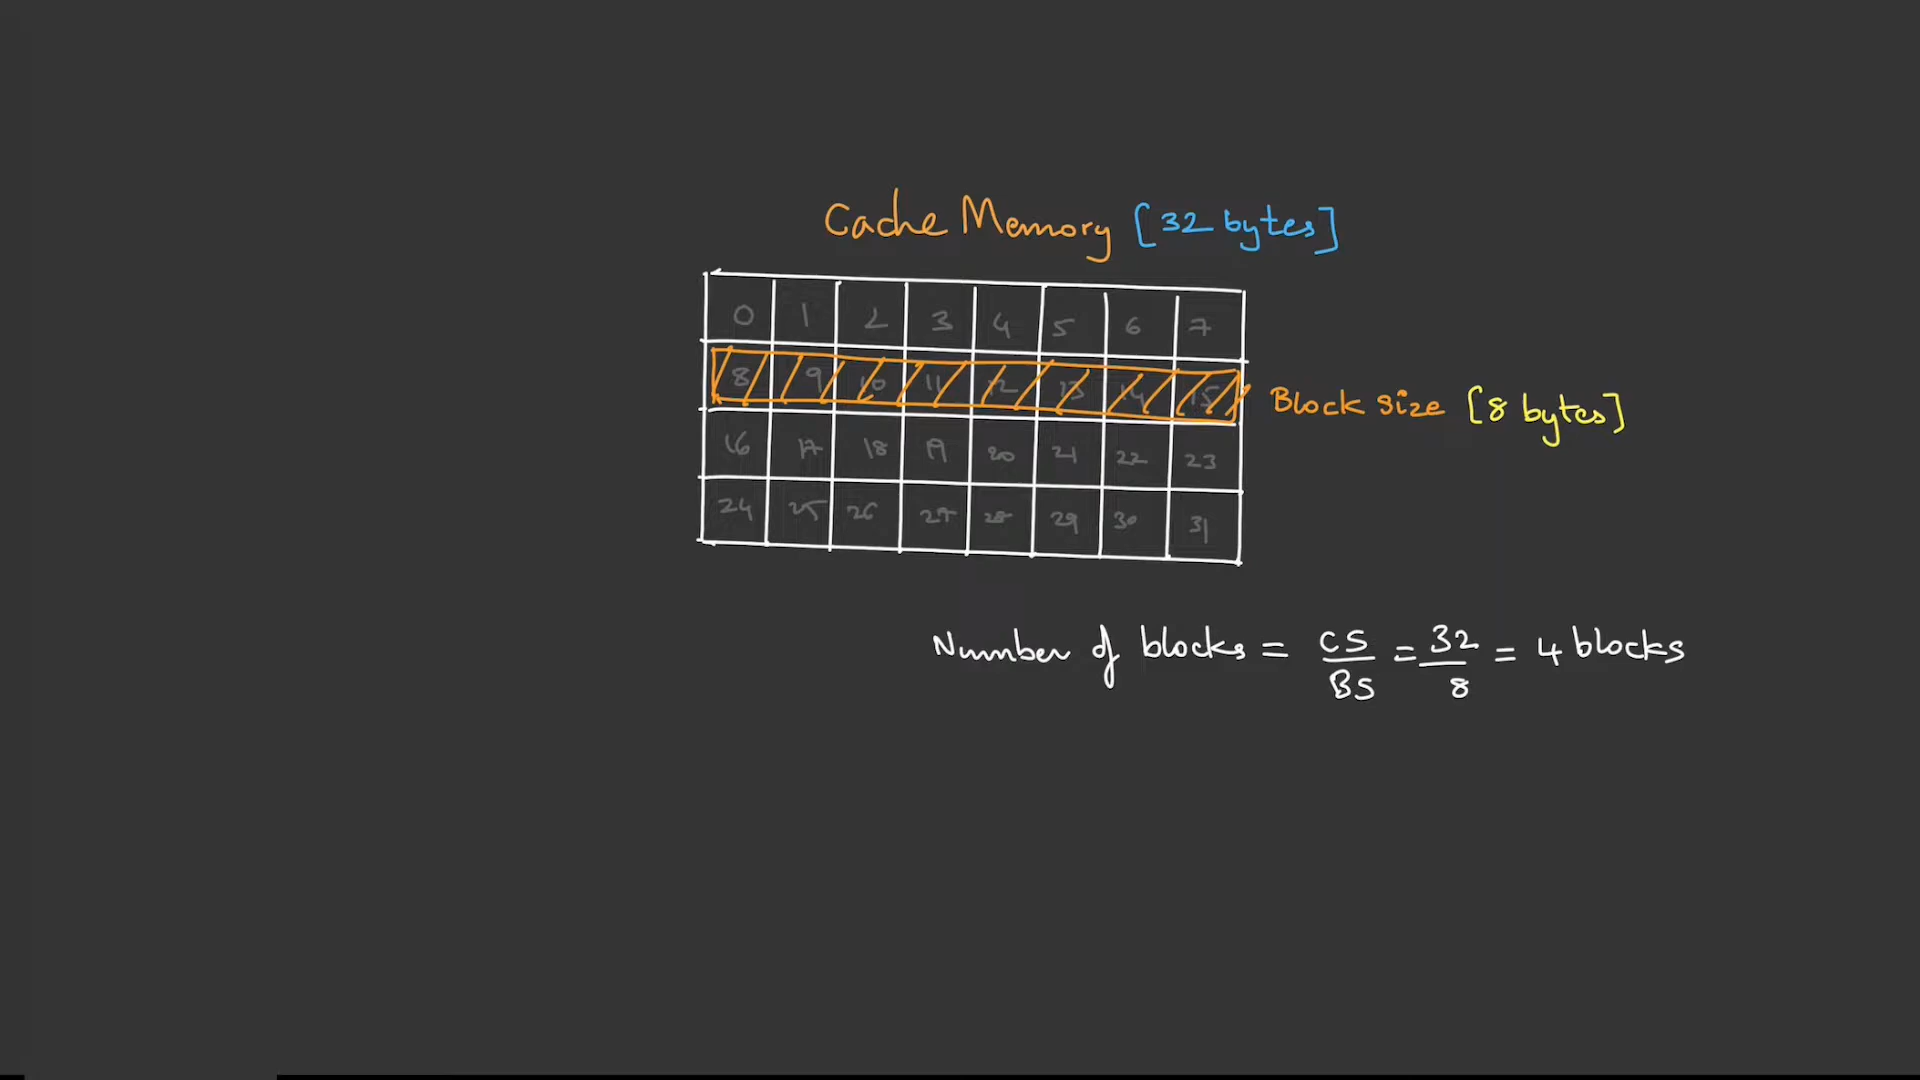 Cache Memory [32 bytes]
0 1 2 3 4 5 6 7
8 9 10 11 12 13 14 15
Block size [8 bytes]
16 17 18 19 20 21 22 23
24 25 26 27 28 29 30 31
Number of blocks = CS/BS = 32/8 = 4 blocks